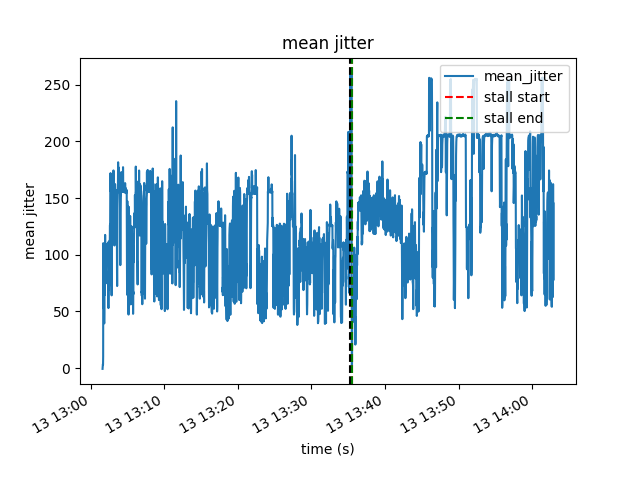 mean jitter
mean_jitter
stall start
stall end
250
200
150
100
50
0
mean jitter
13 13:00
13 13:10
13 13:20
13 13:30
13 13:40
13 13:50
13 14:00
time (s)